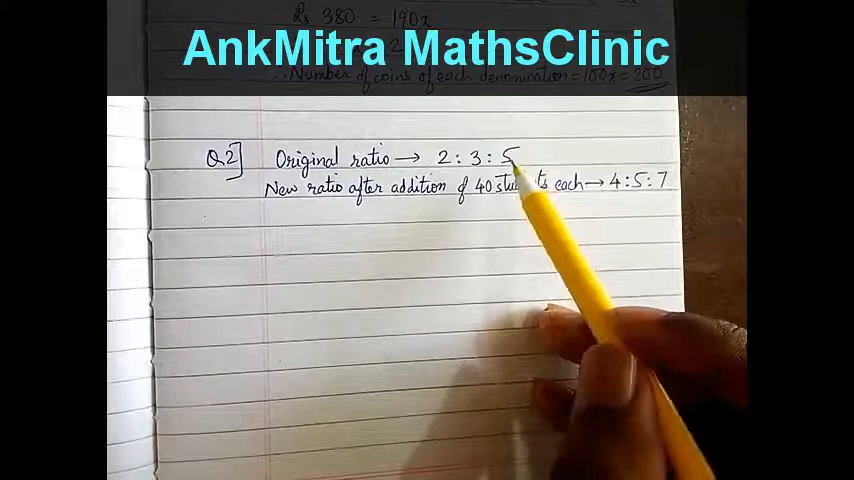 Rs 380 = 190x
AnkMitra MathsClinic
2
∴ Number of coins of each denomination = 100x = 200
Q2] Original ratio → 2 : 3 : 5
New ratio after addition of 40 students each → 4 : 5 : 7